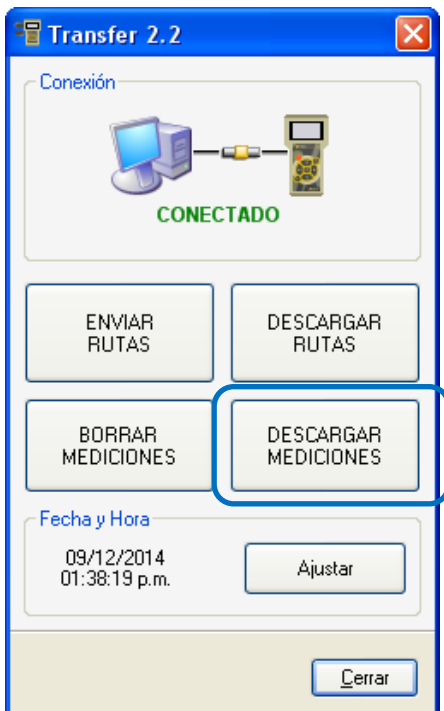 Transfer 2.2
Conexión
CONECTADO
ENVIAR
RUTAS
DESCARGAR
RUTAS
BORRAR
MEDICIONES
DESCARGAR
MEDICIONES
Fecha y Hora
09/12/2014
01:38:19 p.m.
Ajustar
Cerrar